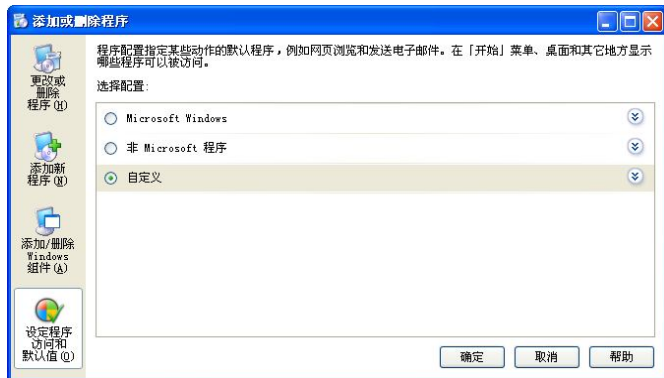 添加或删除程序
更改或
删除
程序(H)
添加新
程序(N)
添加/删除
Windows
组件(A)
设定程序
访问和
默认值(O)
程序配置指定某些动作的默认程序，例如网页浏览和发送电子邮件。在「开始」菜单、桌面和其它地方显示
哪些程序可以被访问。
选择配置:
Microsoft Windows
非 Microsoft 程序
自定义
确定
取消
帮助